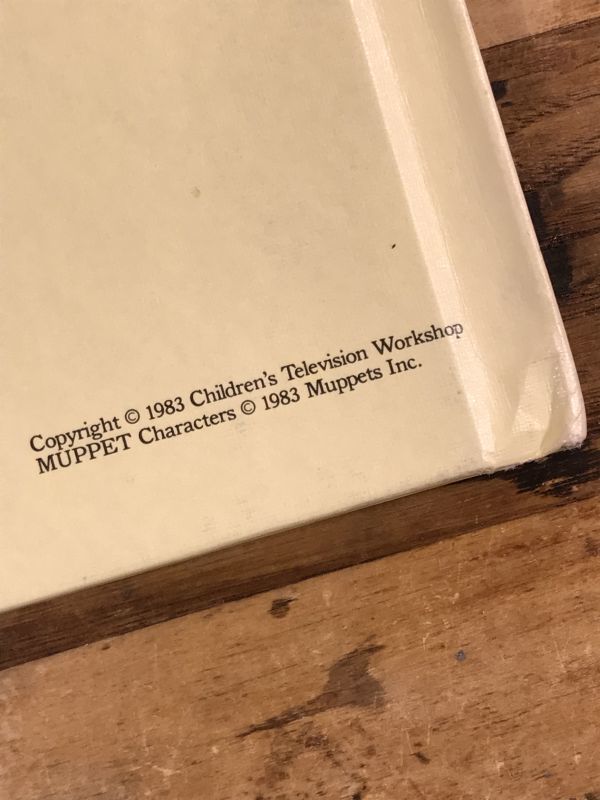 Copyright © 1983 Children's Television Workshop
MUPPET Characters © 1983 Muppets Inc.